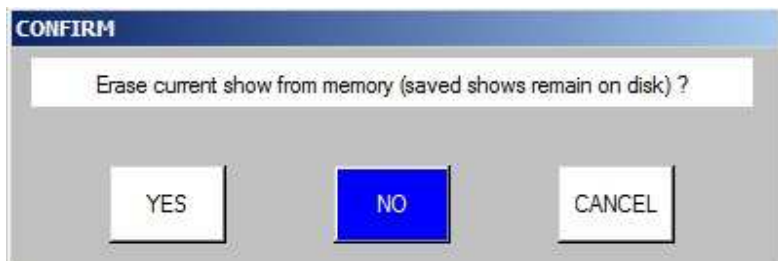 CONFIRM
Erase current show from memory (saved shows remain on disk) ?
YES NO CANCEL